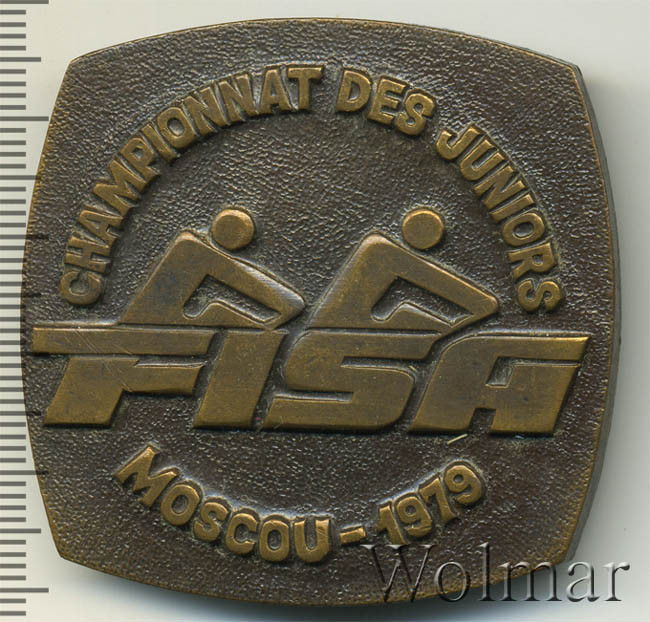 CHAMPIONNAT DES JUNIORS
FISA
MOSCOU - 1979
Wolmar